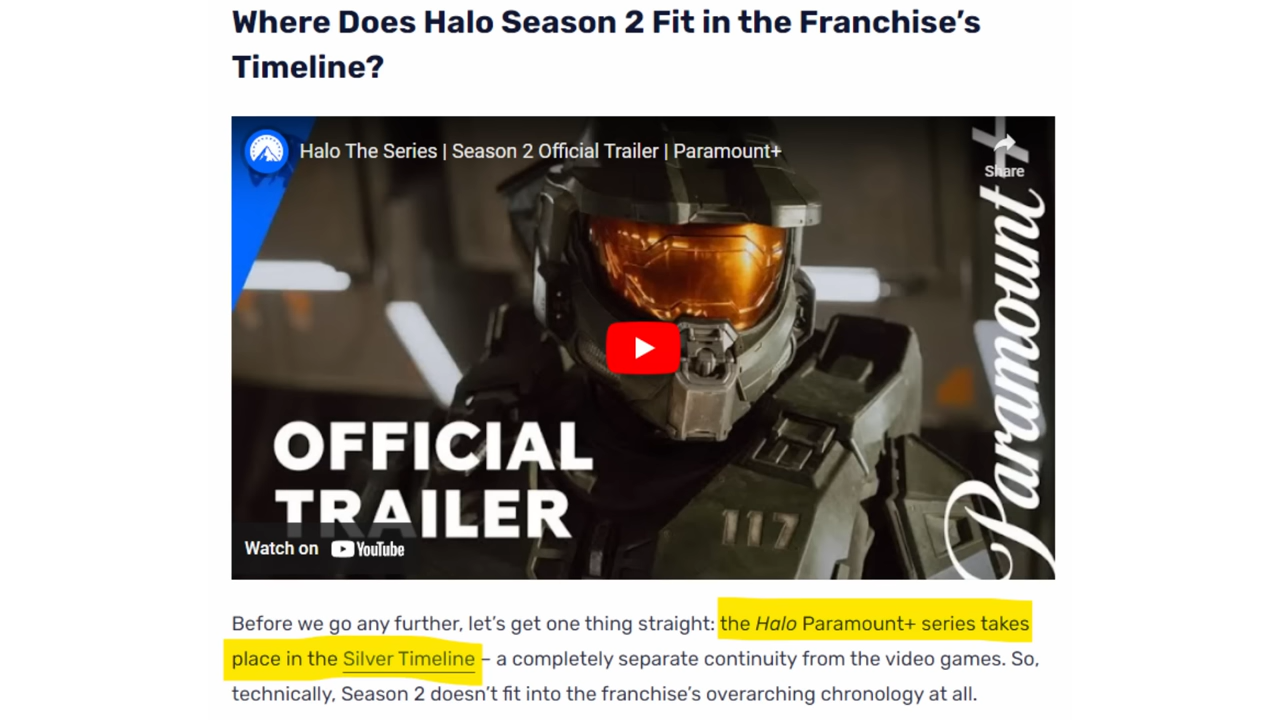 Where Does Halo Season 2 Fit in the Franchise’s
Timeline?
Halo The Series | Season 2 Official Trailer | Paramount+
Share
Paramount+
OFFICIAL
TRAILER
117
Watch on YouTube
Before we go any further, let’s get one thing straight: the Halo Paramount+ series takes
place in the Silver Timeline – a completely separate continuity from the video games. So,
technically, Season 2 doesn’t fit into the franchise’s overarching chronology at all.